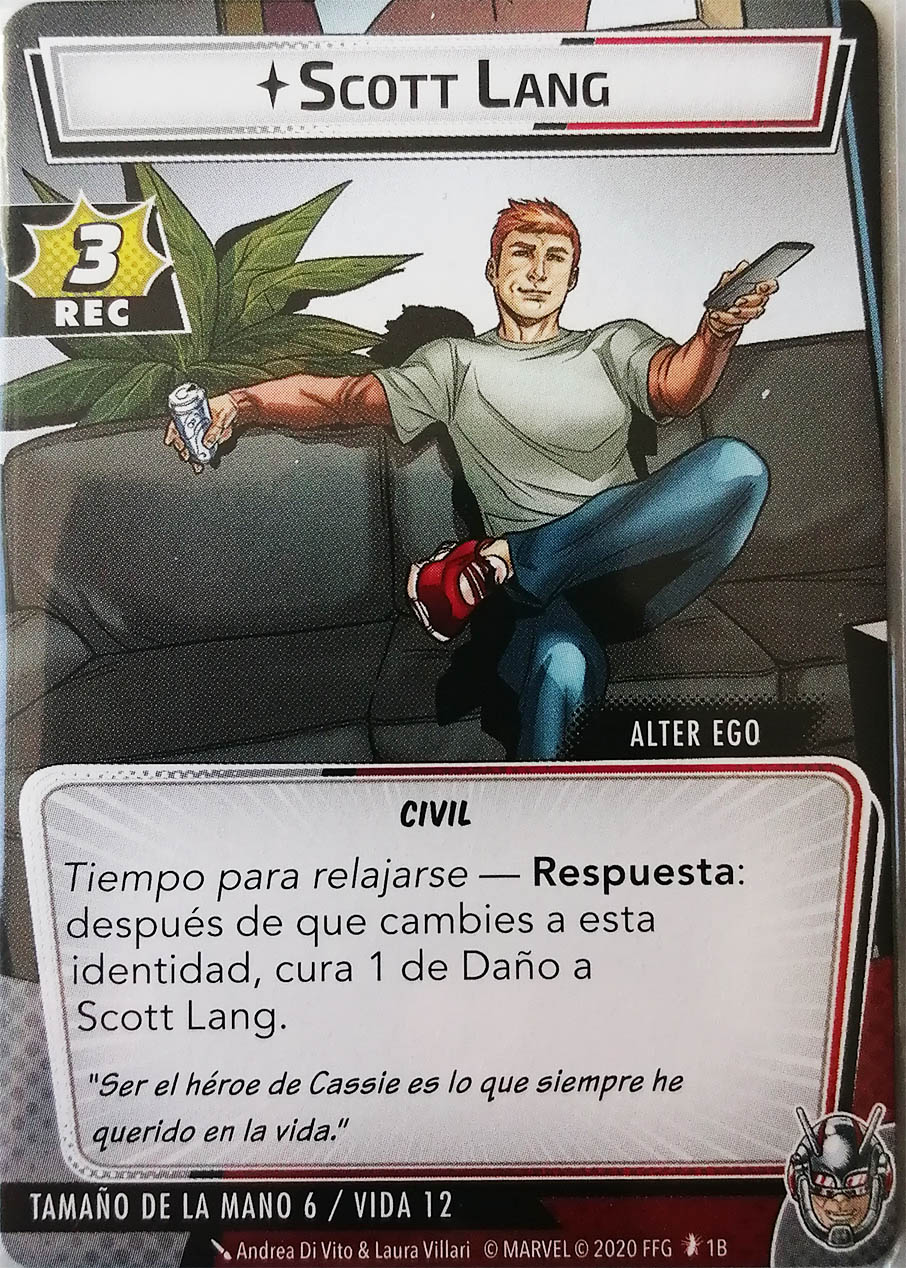 Scott Lang
3
REC
ALTER EGO
CIVIL
Tiempo para relajarse — Respuesta:
después de que cambies a esta
identidad, cura 1 de Daño a
Scott Lang.
"Ser el héroe de Cassie es lo que siempre he
querido en la vida."
TAMAÑO DE LA MANO 6 / VIDA 12
Andrea Di Vito & Laura Villari © MARVEL © 2020 FFG 1B